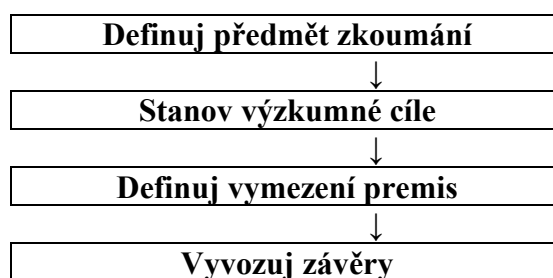 Definuj předmět zkoumání
↓
Stanov výzkumné cíle
↓
Definuj vymezení premis
↓
Vyvozuj závěry